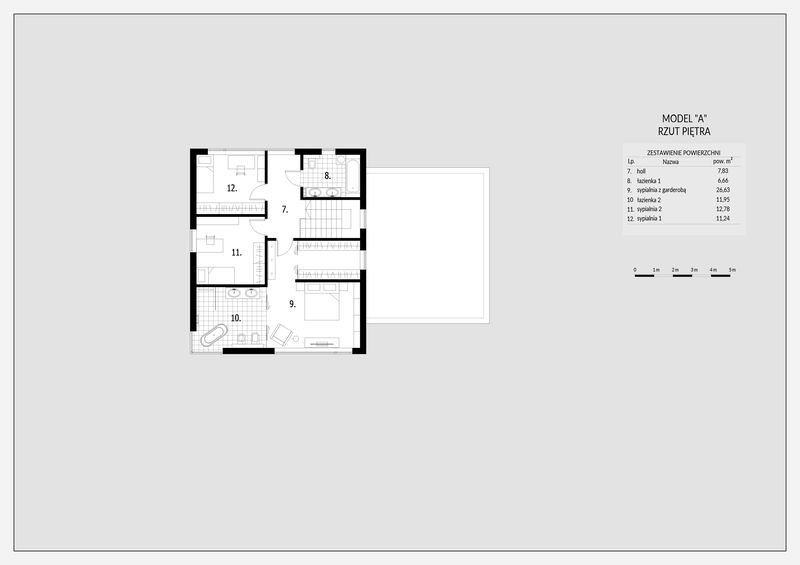 MODEL "A"
RZUT PIĘTRA
ZESTAWIENIE POWIERZCHNI
Lp. Nazwa pow. m²
7. holl 7,83
8. łazienka 1 6,66
9. sypialnia z garderobą 26,63
10 łazienka 2 11,95
11. sypialnia 2 12,78
12. sypialnia 1 11,24
0 1m 2m 3m 4m 5m
8.
12.
7.
11.
9.
10.